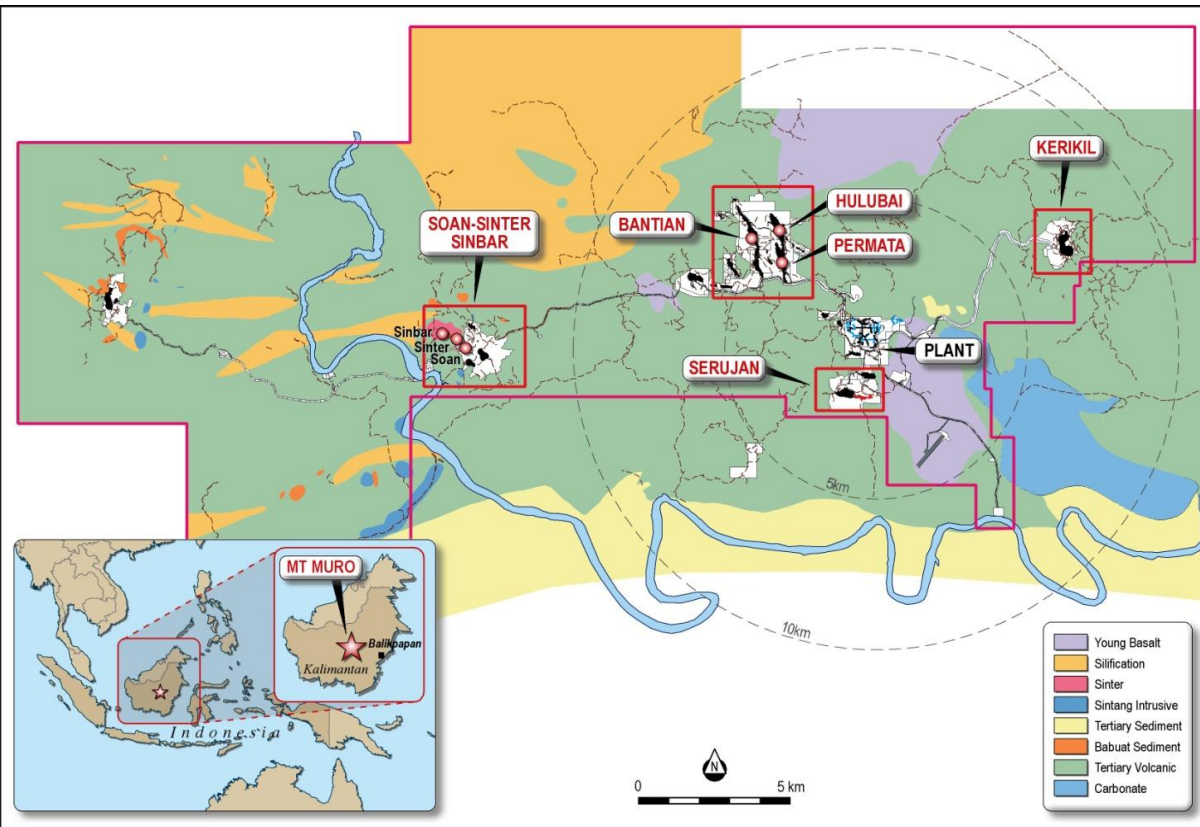 KERIKIL
HULUBAI
SOAN-SINTER
SINBAR
BANTIAN
PERMATA
Sinbar
Sinter
Soan
PLANT
SERUJAN
5km
10km
MT MURO
Balikpapan
Kalimantan
Indonesia
N
0
5 km
Young Basalt
Silification
Sinter
Sintang Intrusive
Tertiary Sediment
Babuat Sediment
Tertiary Volcanic
Carbonate